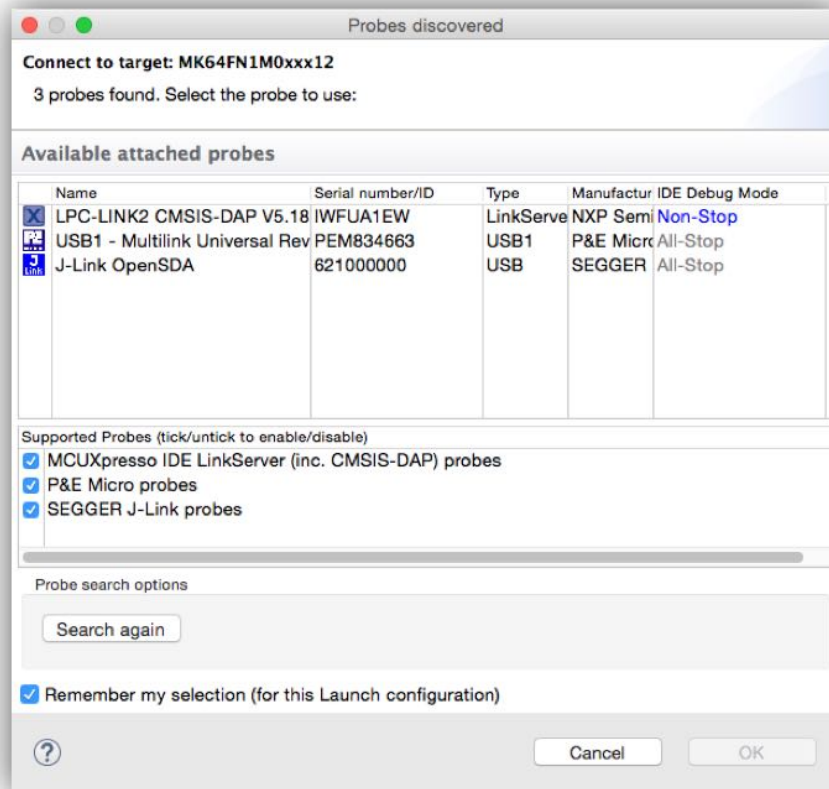 Probes discovered
Connect to target: MK64FN1M0xxx12
3 probes found. Select the probe to use:
Available attached probes
Name Serial number/ID Type Manufactur IDE Debug Mode
X LPC-LINK2 CMSIS-DAP V5.18 IWFUA1EW LinkServe NXP Semi Non-Stop
USB1 - Multilink Universal Rev PEM834663 USB1 P&E Micro All-Stop
J Link J-Link OpenSDA 621000000 USB SEGGER All-Stop
Supported Probes (tick/untick to enable/disable)
MCUXpresso IDE LinkServer (inc. CMSIS-DAP) probes
P&E Micro probes
SEGGER J-Link probes
Probe search options
Search again
Remember my selection (for this Launch configuration)
? Cancel OK